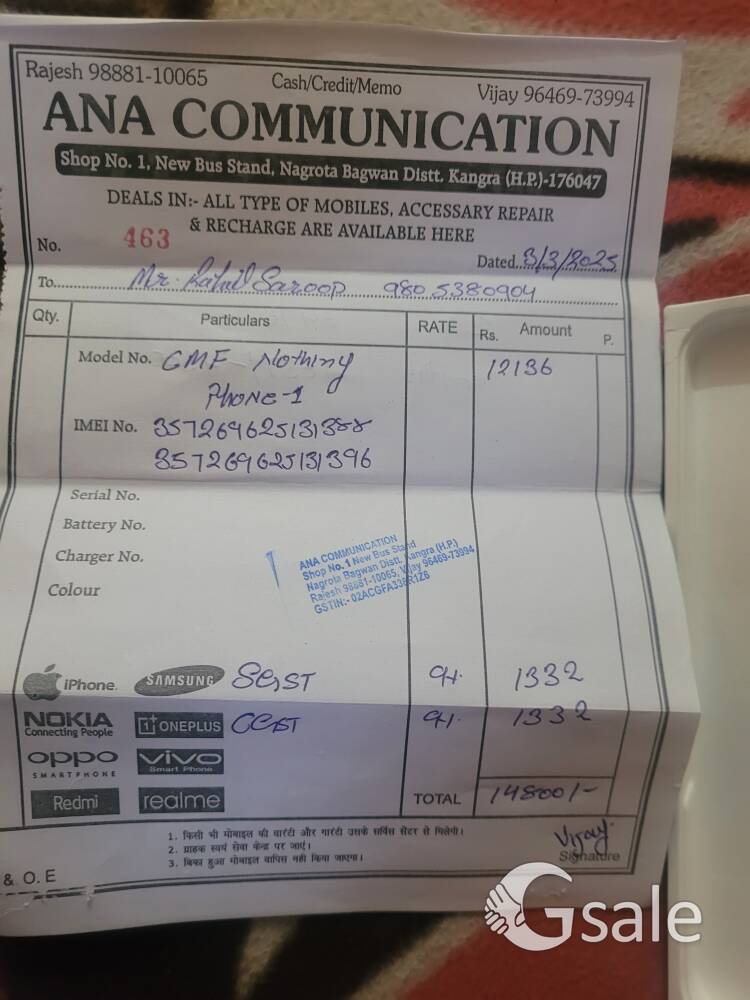 Rajesh 98881-10065 Cash/Credit/Memo Vijay 96469-73994
ANA COMMUNICATION
Shop No. 1, New Bus Stand, Nagrota Bagwan Distt. Kangra (H.P.)-176047
DEALS IN:- ALL TYPE OF MOBILES, ACCESSARY REPAIR
& RECHARGE ARE AVAILABLE HERE
No. 463 Dated 3/3/2025
To Mr. Rahul Saroop 9805380904
Qty. Particulars RATE Rs. Amount P.
Model No. CMF Nothing 12136
Phone-1
IMEI No. 357269625131388
357269625131396
Serial No.
Battery No.
Charger No.
Colour
ANA COMMUNICATION
Shop No. 1 New Bus Stand
Nagrota Bagwan Distt. Kangra (H.P.)
Rajesh 98881-10065, Vijay 96469-73994
GSTIN:-
iPhone SAMSUNG SGST 9% 1332
NOKIA ONEPLUS CGST 9% 1332
Connecting People
oppo vivo
SMARTPHONE Smart Phone
Redmi realme TOTAL 14800/-
1. किसी भी मोबाइल की वारंटी और गारंटी उसके सर्विस सेंटर से मिलेगी।
2. ग्राहक स्वयं सेवा केन्द्र पर जाएं।
3. बिका हुआ मोबाइल वापिस नही किया जाएगा।
Vijay
Signature
& O.E
Gsale